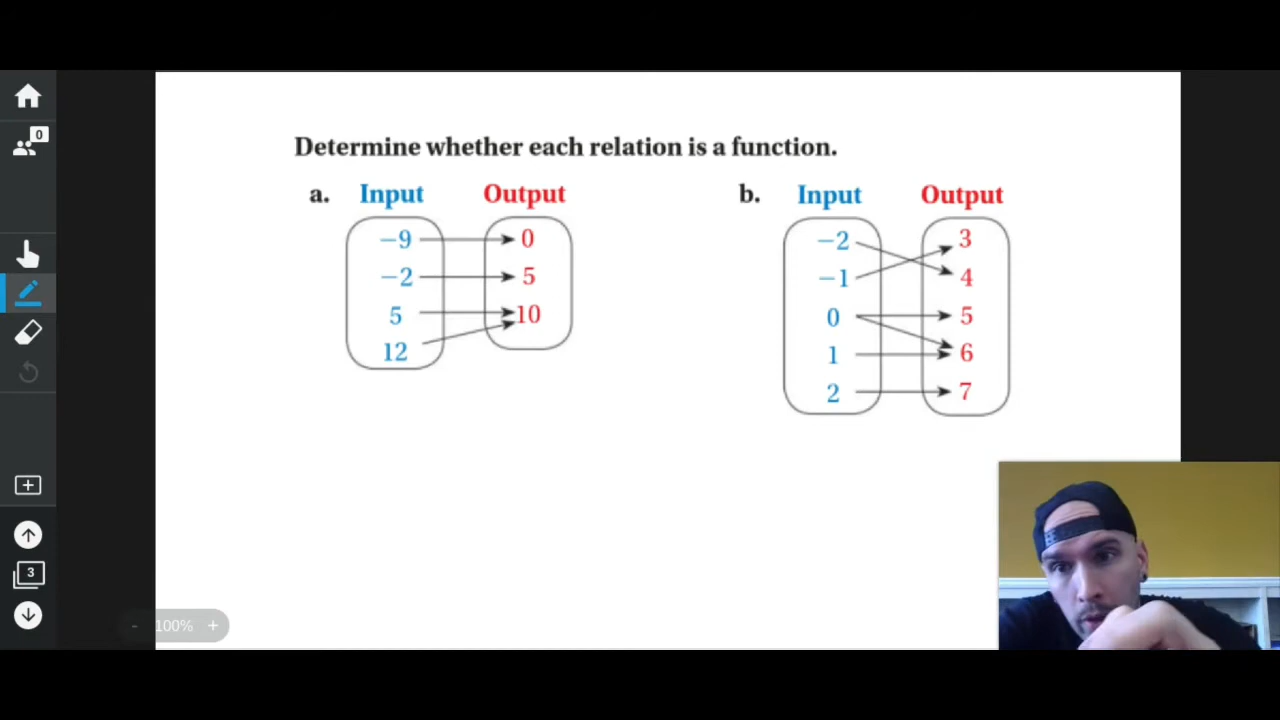 0
Determine whether each relation is a function.
a. Input Output
−9 0
−2 5
5 10
12
b. Input Output
−2 3
−1 4
0 5
1 6
2 7
3
- 100% +